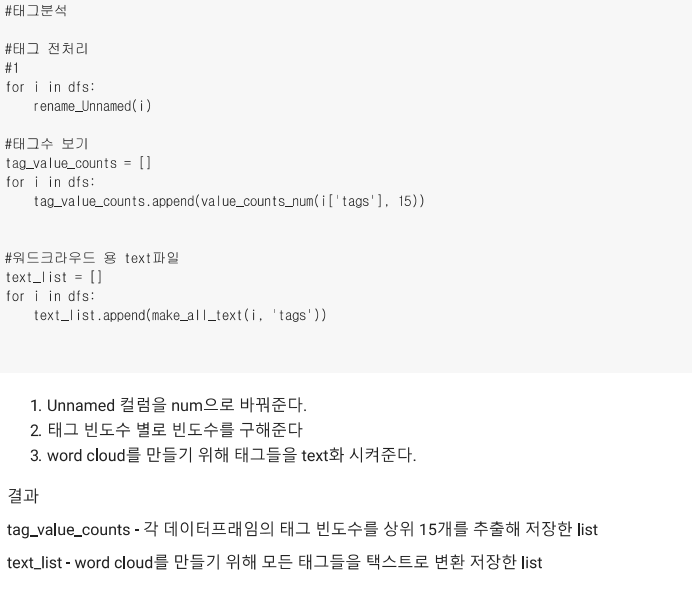 #태그분석
#태그 전처리
#1
for i in dfs:
    rename_Unnamed(i)
#태그수 보기
tag_value_counts = []
for i in dfs:
    tag_value_counts.append(value_counts_num(i['tags'], 15))
#워드크라우드 용 text파일
text_list = []
for i in dfs:
    text_list.append(make_all_text(i, 'tags'))
1. Unnamed 컬럼을 num으로 바꿔준다.
2. 태그 빈도수 별로 빈도수를 구해준다
3. word cloud를 만들기 위해 태그들을 text화 시켜준다.
결과
tag_value_counts - 각 데이터프래임의 태그 빈도수를 상위 15개를 추출해 저장한 list
text_list - word cloud를 만들기 위해 모든 태그들을 택스트로 변환 저장한 list